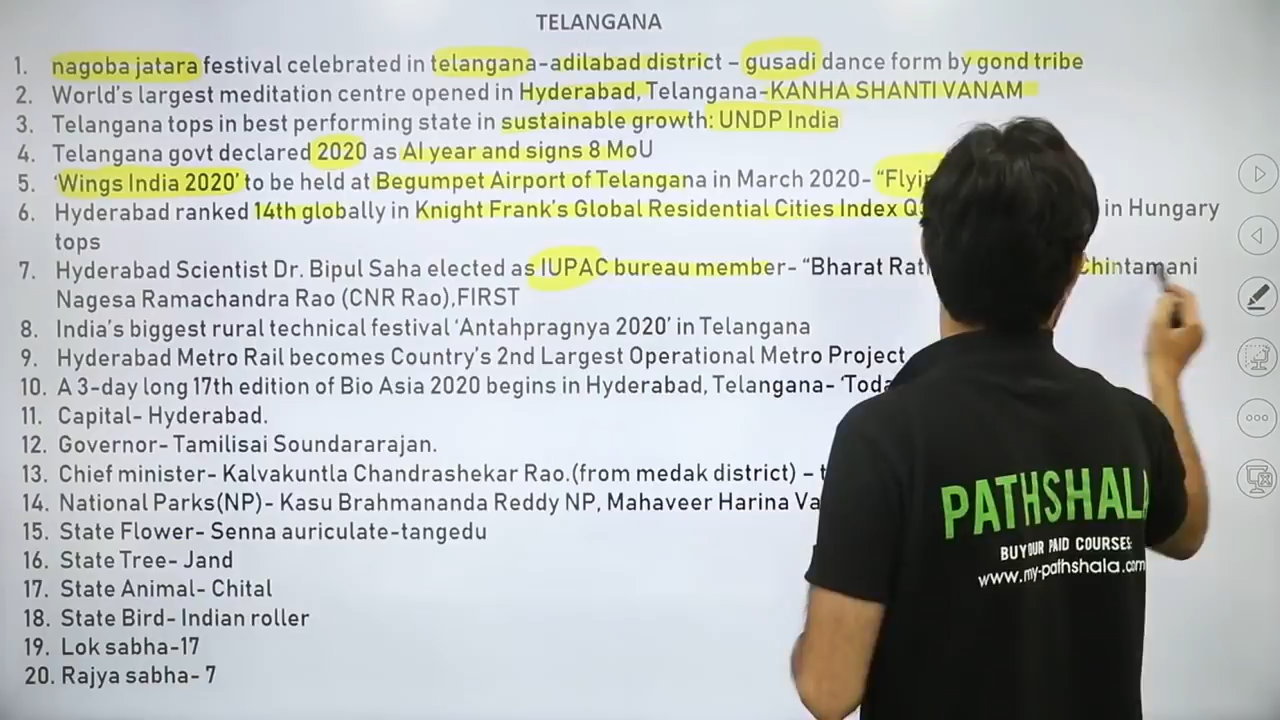 TELANGANA
1. nagoba jatara festival celebrated in telangana-adilabad district – gusadi dance form by gond tribe
2. World's largest meditation centre opened in Hyderabad, Telangana-KANHA SHANTI VANAM
3. Telangana tops in best performing state in sustainable growth: UNDP India
4. Telangana govt declared 2020 as AI year and signs 8 MoU
5. 'Wings India 2020' to be held at Begumpet Airport of Telangana in March 2020- "
6. Hyderabad ranked 14th globally in Knight Frank's Global Residential Cities Index in Hungary
tops
7. Hyderabad Scientist Dr. Bipul Saha elected as IUPAC bureau member- "Bharat Chintamani
Nagesa Ramachandra Rao (CNR Rao),FIRST
8. India's biggest rural technical festival 'Antahpragnya 2020' in Telangana
9. Hyderabad Metro Rail becomes Country's 2nd Largest Operational Metro Project
10. A 3-day long 17th edition of Bio Asia 2020 begins in Hyderabad, Telangana- '
11. Capital- Hyderabad.
12. Governor- Tamilisai Soundararajan.
13. Chief minister- Kalvakuntla Chandrashekar Rao.(from medak district) –
14. National Parks(NP)- Kasu Brahmananda Reddy NP, Mahaveer Harina
15. State Flower- Senna auriculate-tangedu
16. State Tree- Jand
17. State Animal- Chital
18. State Bird- Indian roller
19. Lok sabha-17
20. Rajya sabha- 7
PATHSHALA
BUY OUR PAID COURSES:
www.my-pathshala.com